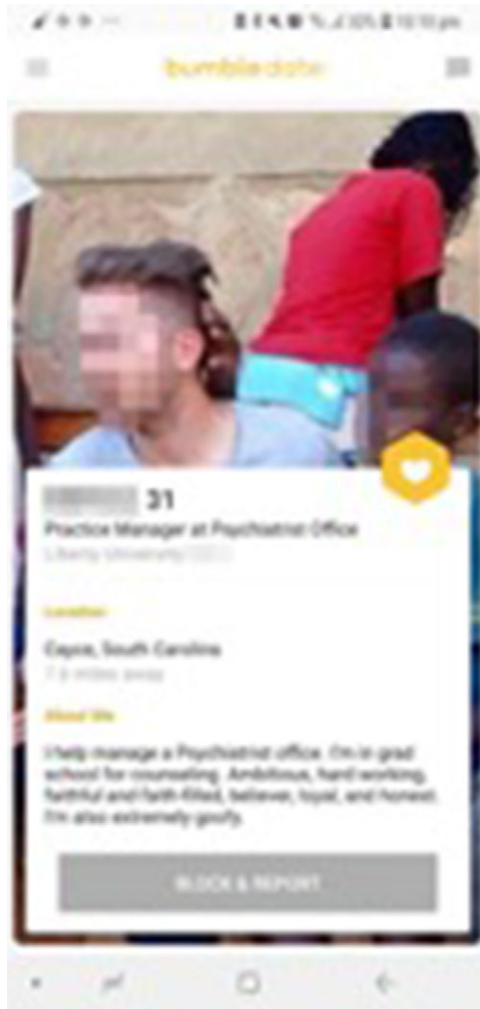 bumble date
31
Practice Manager at Psychiatrist Office
Liberty University
Location
Cayce, South Carolina
miles away
About Me
I help manage a Psychiatrist office. I'm in grad
school for counseling. Ambitious, hard working,
faithful and faith-filled, believer, loyal, and honest.
I'm also extremely goofy.
BLOCK & REPORT